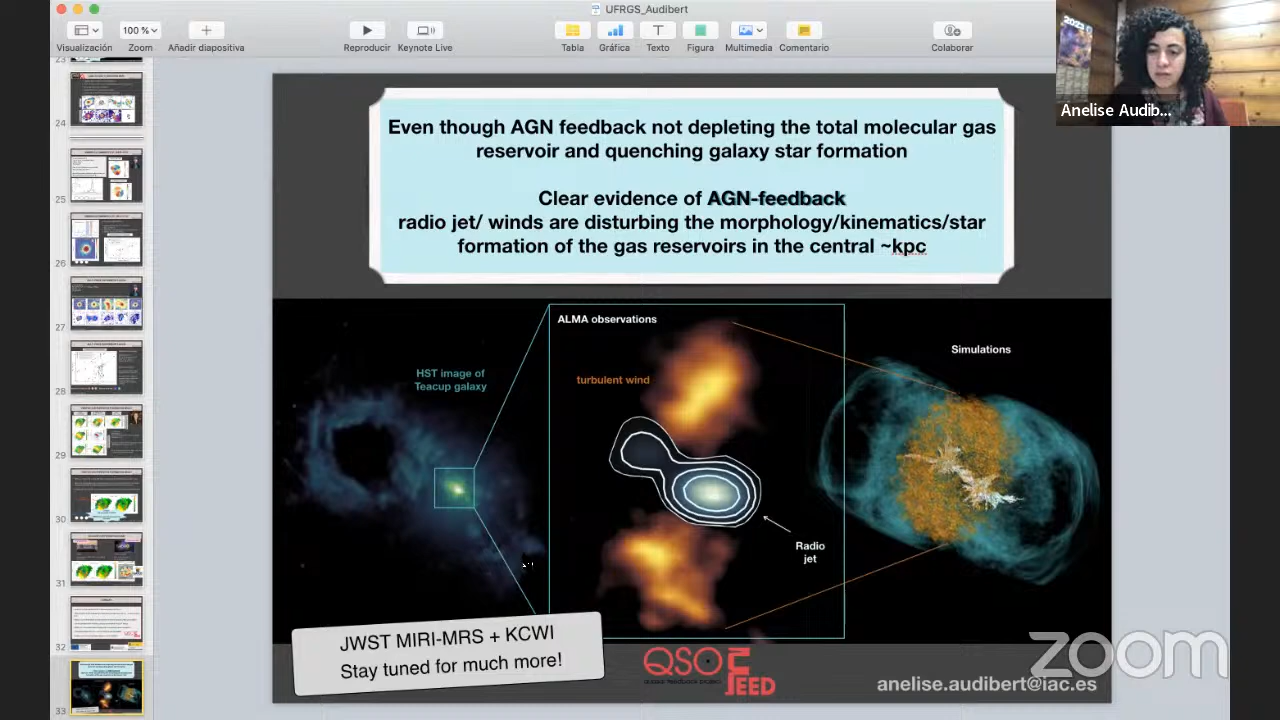 UFRGS_Audibert
100 %
Visualización
Zoom
Añadir diapositiva
Reproducir
Keynote Live
Tabla
Gráfica
Texto
Figura
Multimedia
Comentario
Colaborar
Anelise Audib...
23
24
25
26
27
28
29
30
31
32
33
Even though AGN feedback not depleting the total molecular gas
reservoir and quenching galaxy star formation
Clear evidence of AGN-feedback
radio jet/ winds are disturbing the morphology/kinematics/star
formation of the gas reservoirs in the central ~kpc
ALMA observations
Simulations
HST image of
Teacup galaxy
turbulent wind
Radio
jet
JWST MIRI-MRS + KCWI
Stay tuned for much more!
QSO
FEED
anelise.audibert@iac.es
zoom